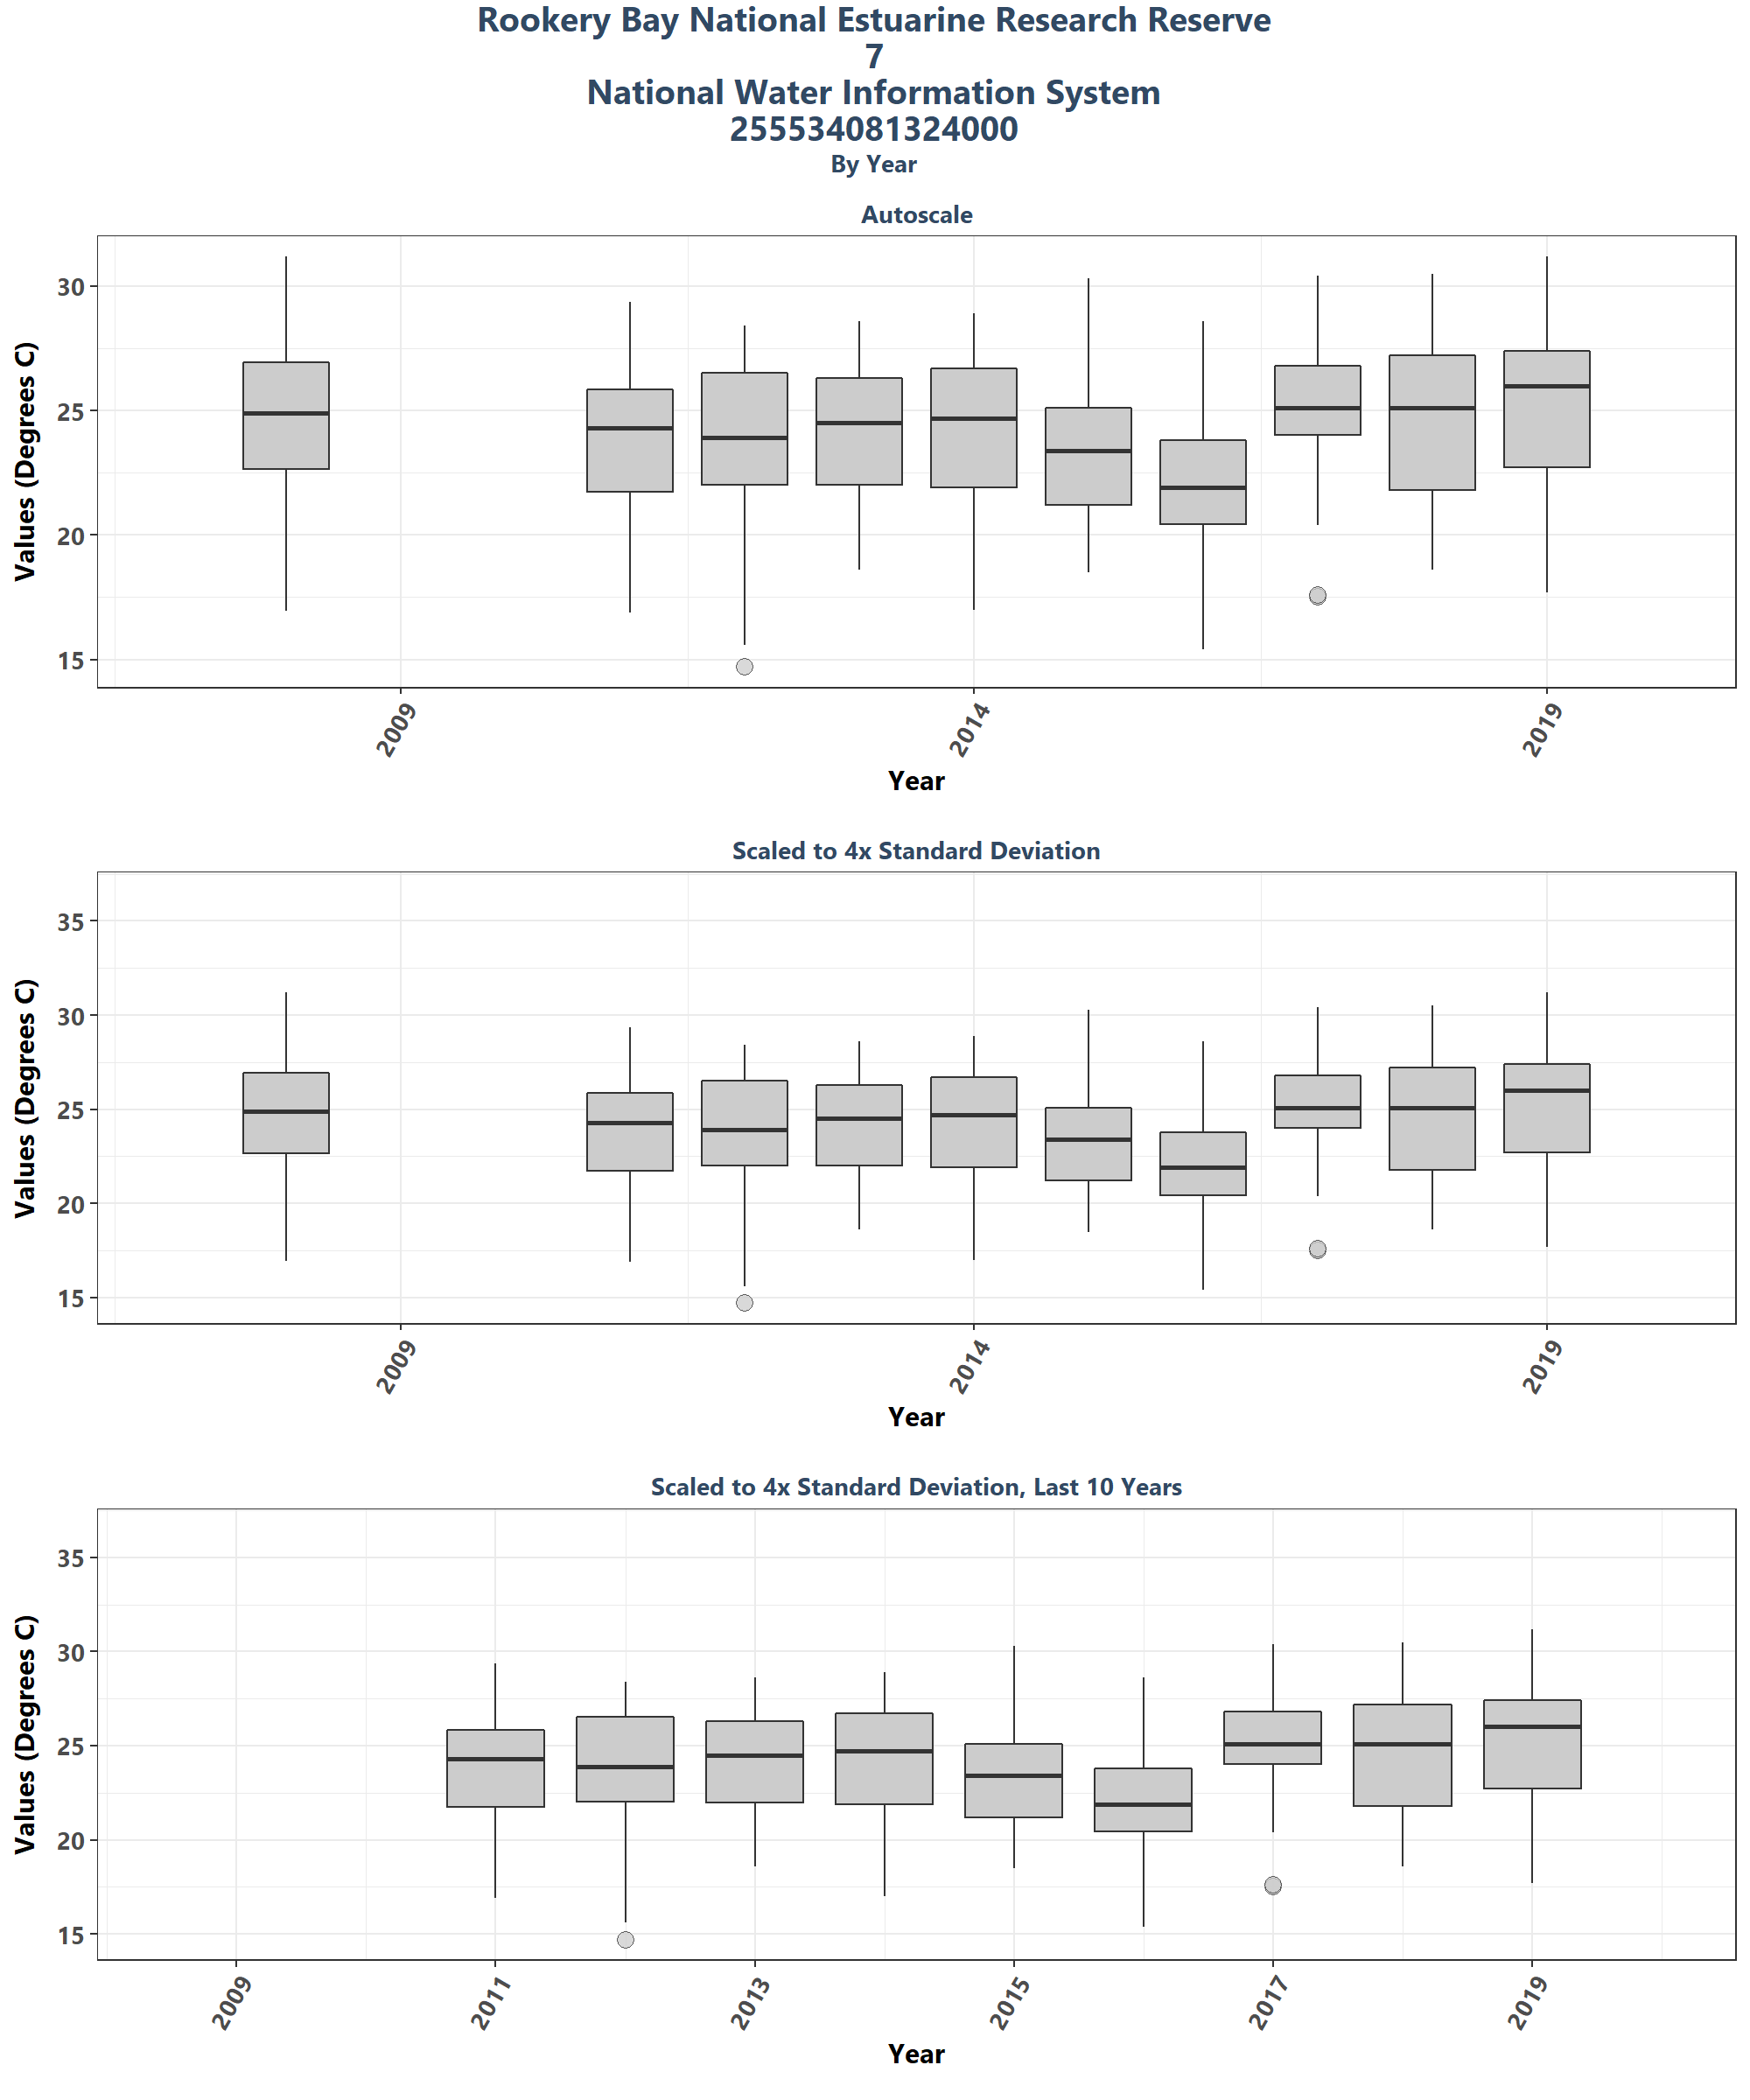 Rookery Bay National Estuarine Research Reserve
7
National Water Information System
255534081324000
By Year
Autoscale
Values (Degrees C)
30
25
20
15
2009
2014
2019
Year
Scaled to 4x Standard Deviation
Values (Degrees C)
35
30
25
20
15
2009
2014
2019
Year
Scaled to 4x Standard Deviation, Last 10 Years
Values (Degrees C)
35
30
25
20
15
2009
2011
2013
2015
2017
2019
Year